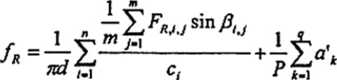 f_R = \frac{1}{\pi d} \sum_{i=1}^{n} \frac{\frac{1}{m} \sum_{j=1}^{m} F_{R,i,j} \sin \beta_{i,j}}{c_i} + \frac{1}{P} \sum_{k=1}^{q} a'_k